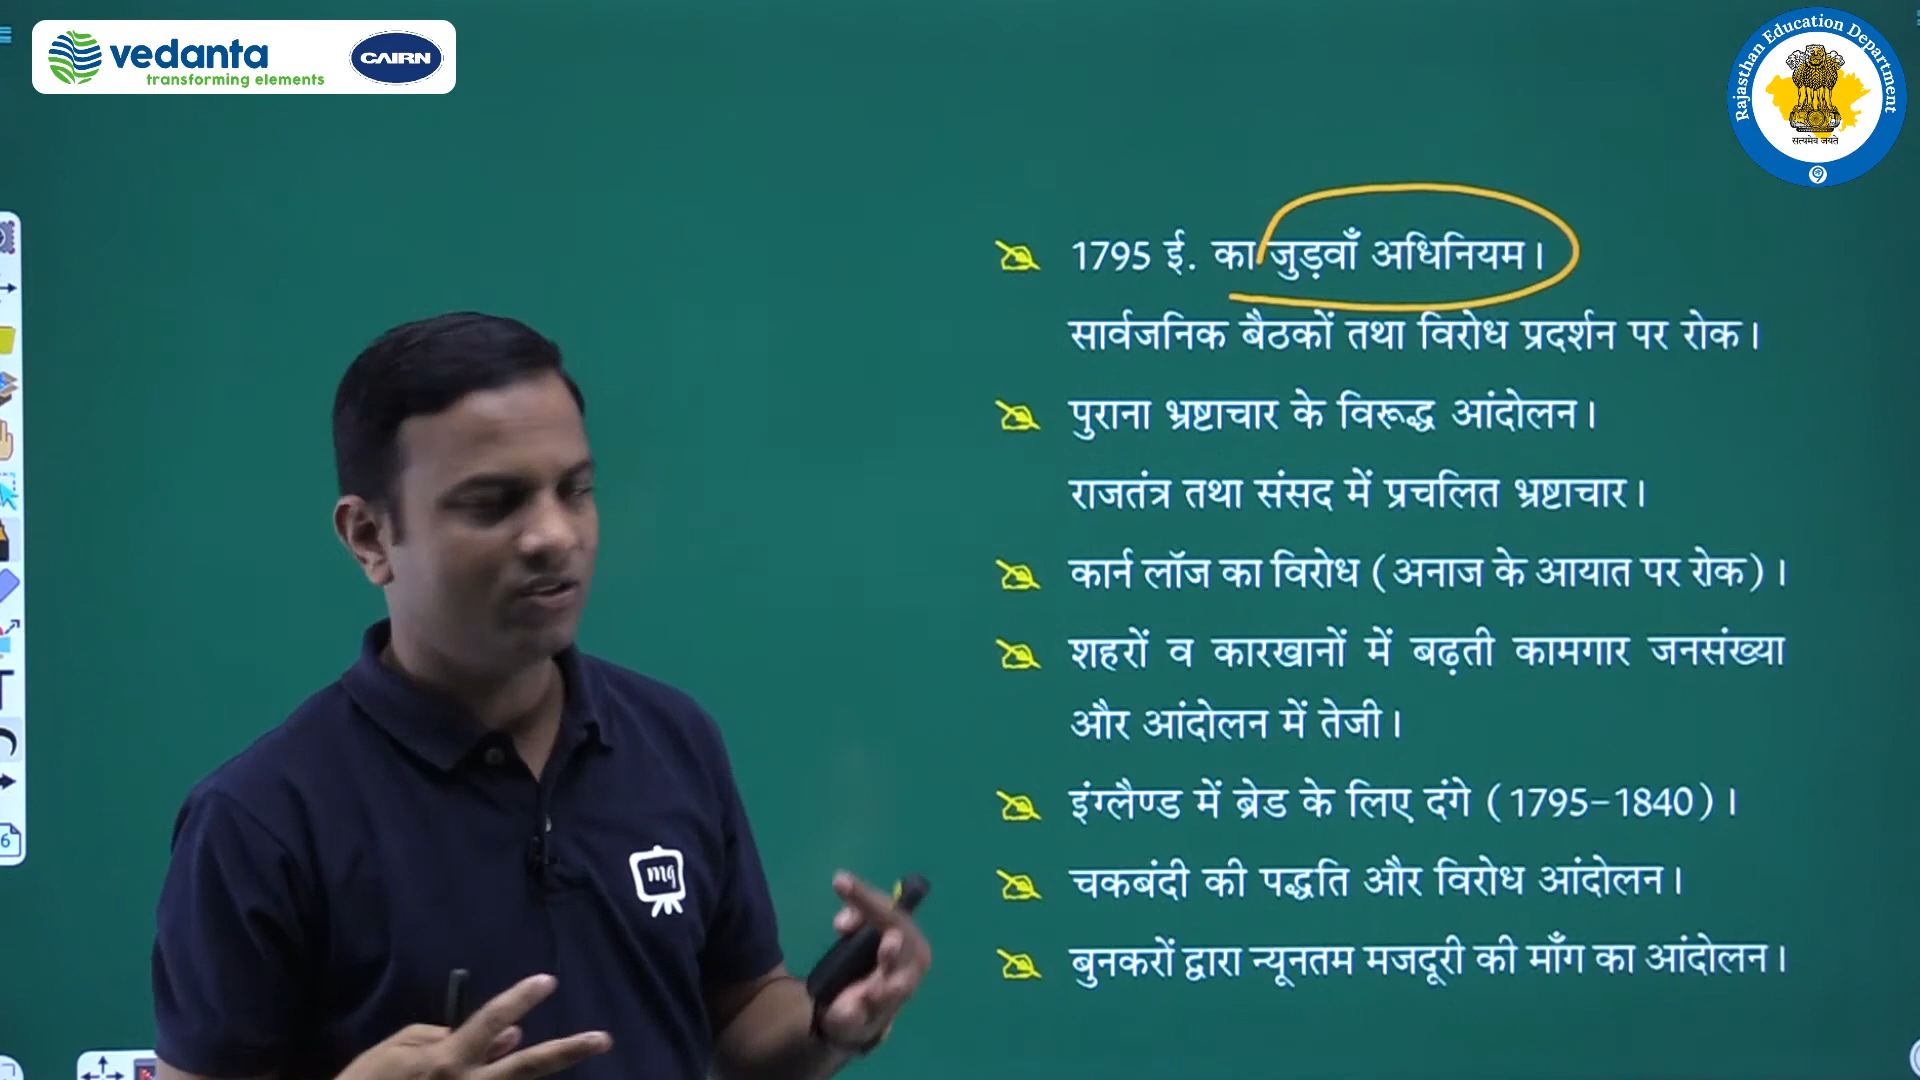 vedanta
transforming elements
CAIRN
Rajasthan Education Department
सत्यमेव जयते
1795 ई. का जुड़वाँ अधिनियम।
सार्वजनिक बैठकों तथा विरोध प्रदर्शन पर रोक।
पुराना भ्रष्टाचार के विरूद्ध आंदोलन।
राजतंत्र तथा संसद में प्रचलित भ्रष्टाचार।
कार्न लॉज का विरोध (अनाज के आयात पर रोक)।
शहरों व कारखानों में बढ़ती कामगार जनसंख्या
और आंदोलन में तेजी।
इंग्लैण्ड में ब्रेड के लिए दंगे (1795-1840)।
चकबंदी की पद्धति और विरोध आंदोलन।
बुनकरों द्वारा न्यूनतम मजदूरी की माँग का आंदोलन।
mg
6